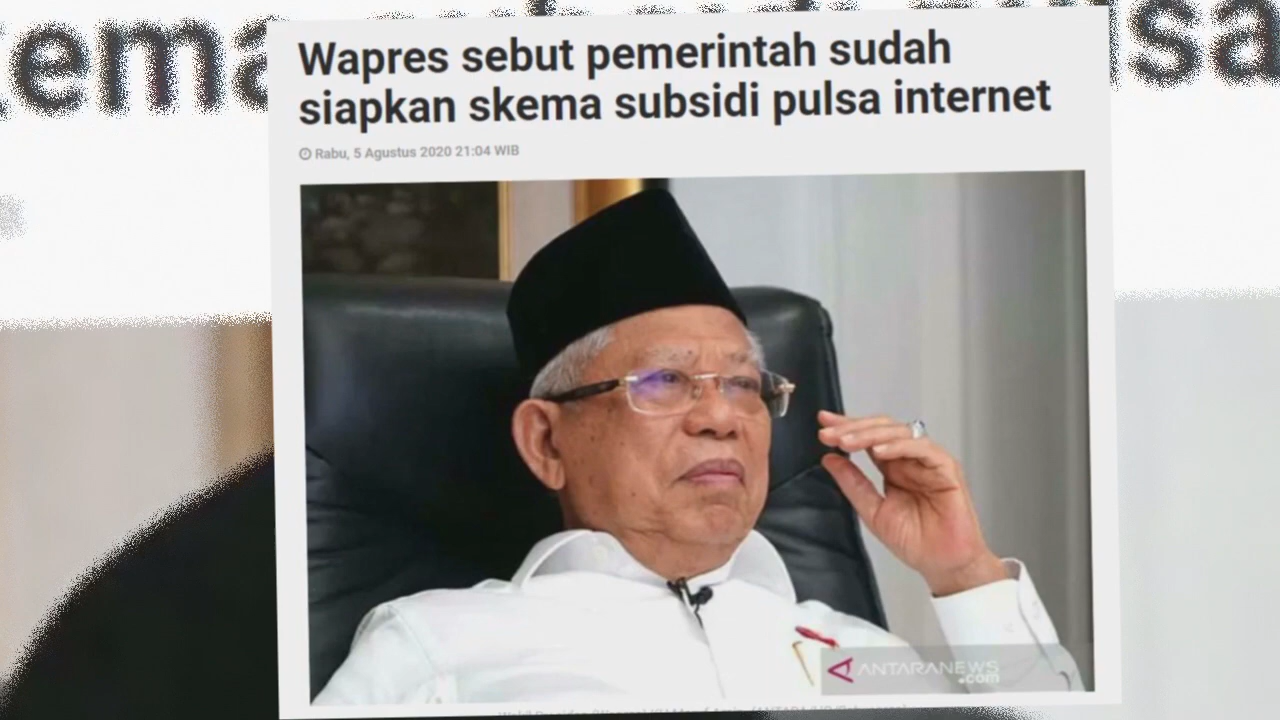 Wapres sebut pemerintah sudah
siapkan skema subsidi pulsa internet
Rabu, 5 Agustus 2020 21:04 WIB
ANTARANEWS
.com